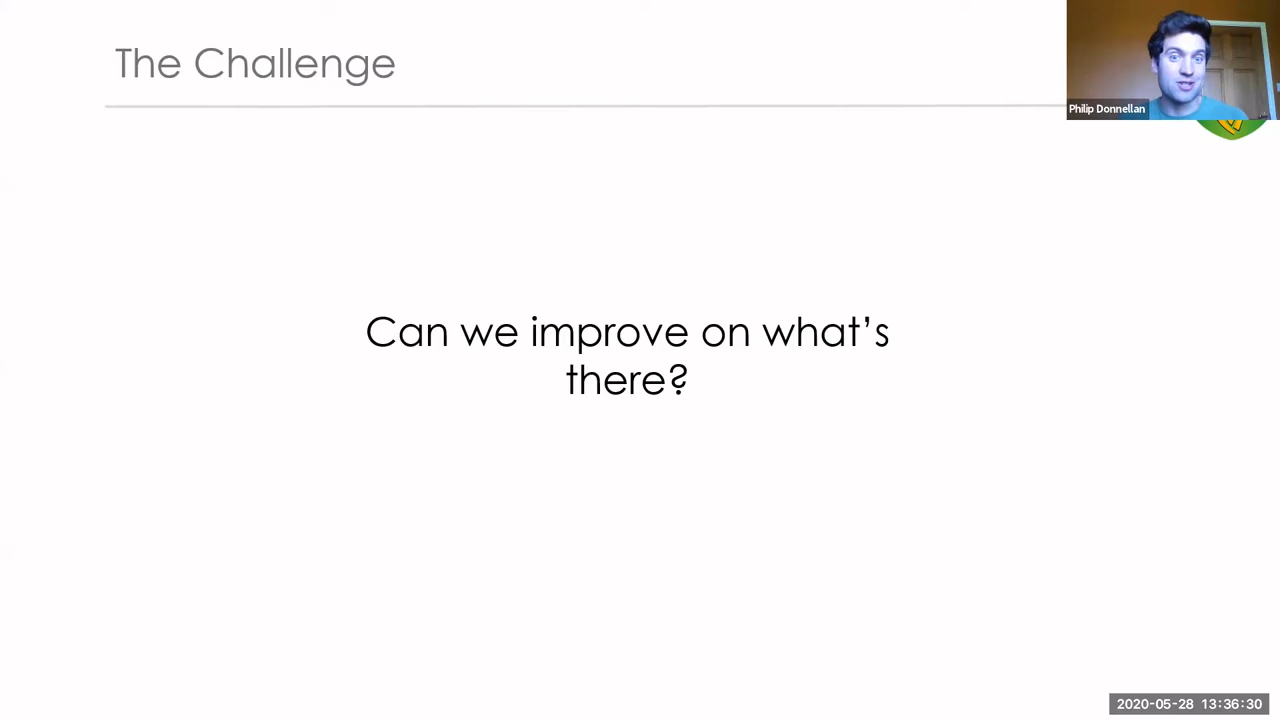 The Challenge
Philip Donnellan
Can we improve on what’s
there?
2020-05-28 13:36:30